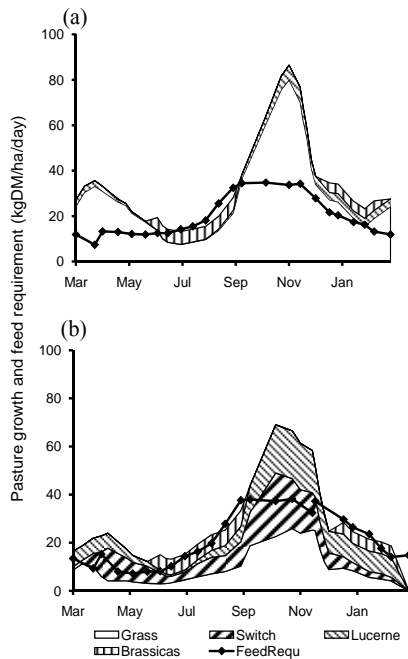 (a)
Pasture growth and feed requirement (kgDM/ha/day)
100
80
60
40
20
0
Mar May Jul Sep Nov Jan
(b)
100
80
60
40
20
0
Mar May Jul Sep Nov Jan
Grass Switch Lucerne
Brassicas FeedRequ